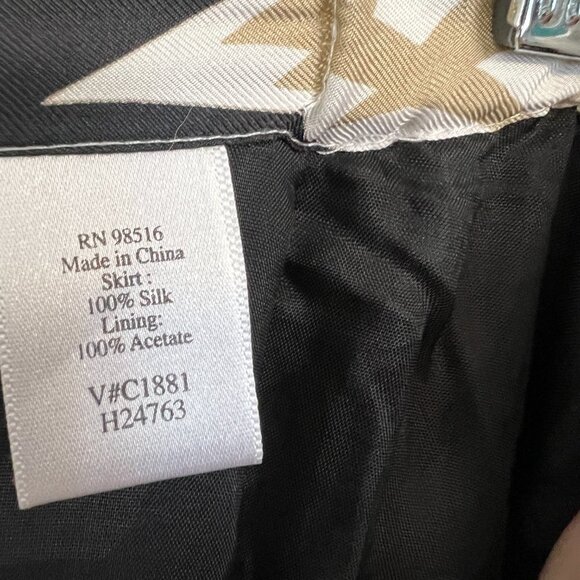 RN 98516
Made in China
Skirt :
100% Silk
Lining:
100% Acetate
V#C1881
H24763